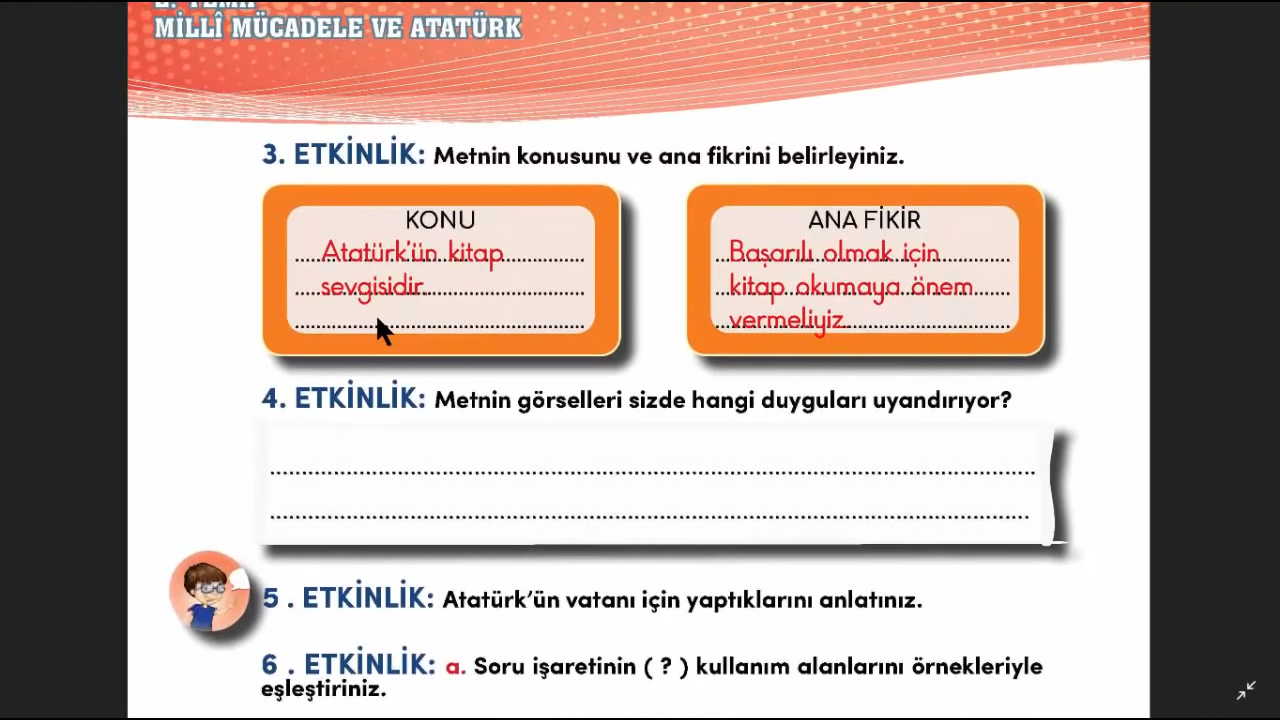 2. TEMA
MİLLÎ MÜCADELE VE ATATÜRK
3. ETKİNLİK: Metnin konusunu ve ana fikrini belirleyiniz.
KONU
Atatürk'ün kitap
sevgisidir.
ANA FİKİR
Başarılı olmak için
kitap okumaya önem
vermeliyiz.
4. ETKİNLİK: Metnin görselleri sizde hangi duyguları uyandırıyor?
5 . ETKİNLİK: Atatürk'ün vatanı için yaptıklarını anlatınız.
6 . ETKİNLİK: a. Soru işaretinin ( ? ) kullanım alanlarını örnekleriyle
eşleştiriniz.